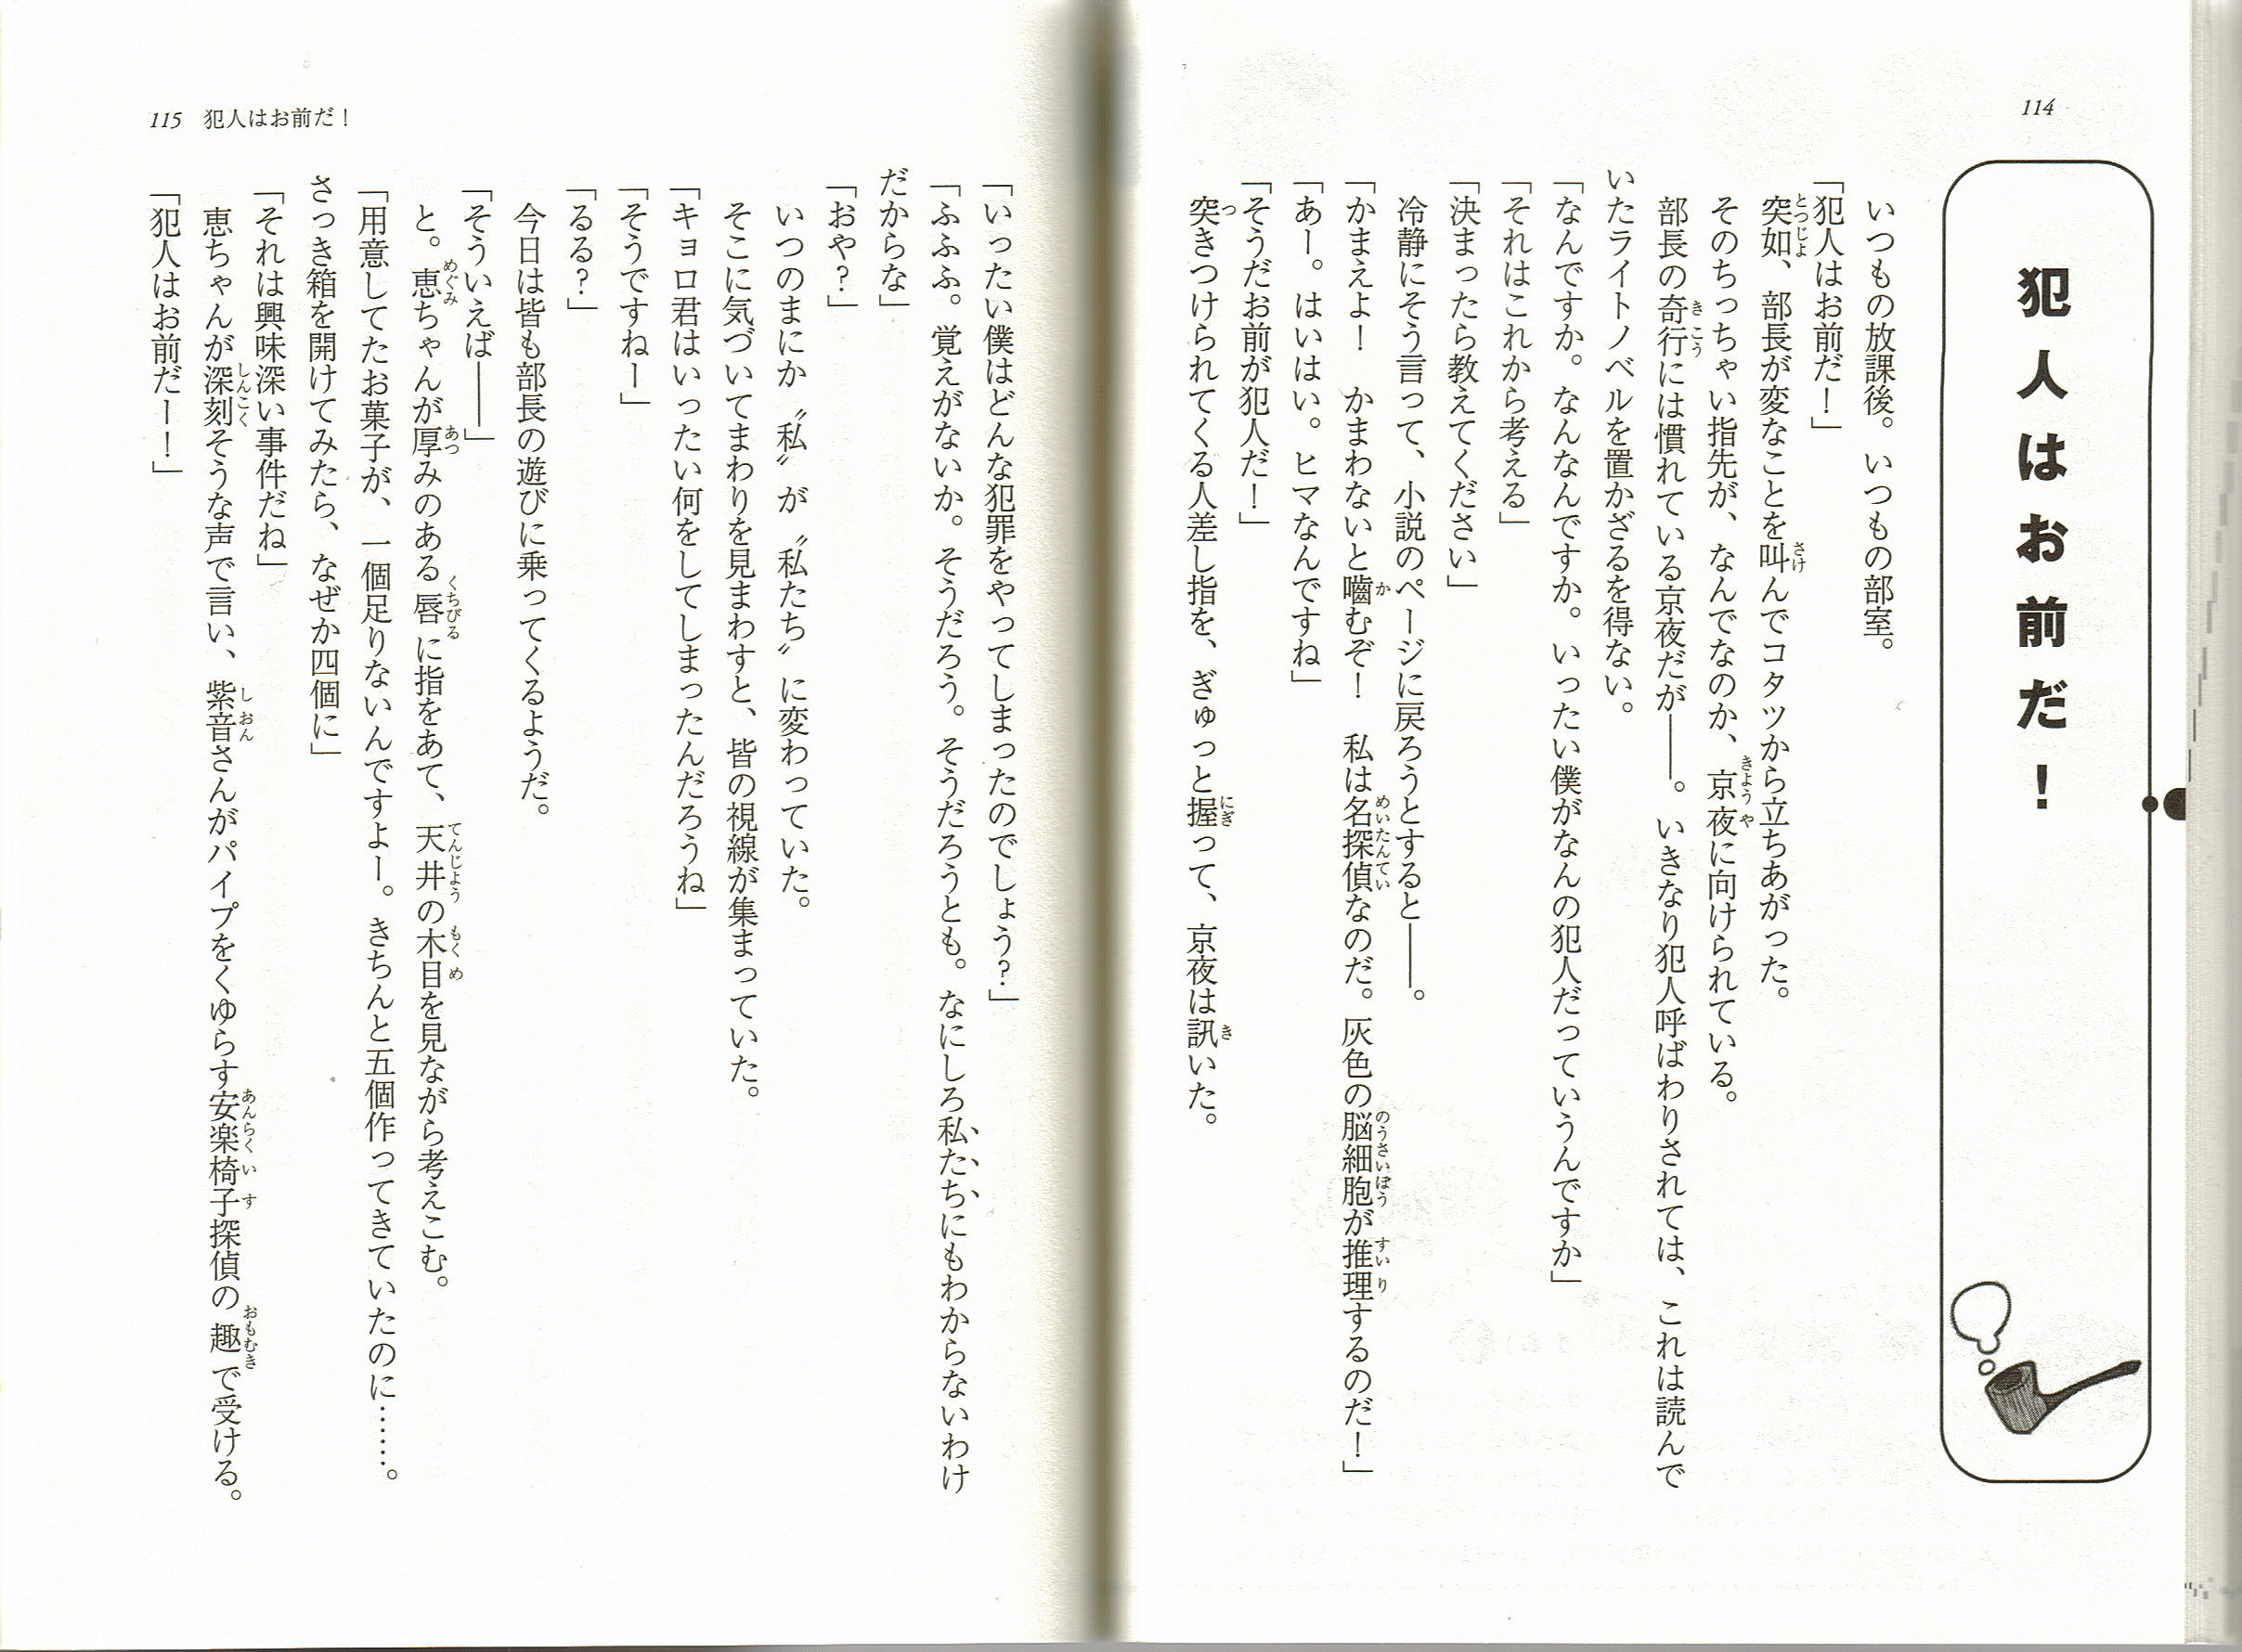 114
犯人はお前だ！
いつもの放課後。いつもの部室。
「犯人はお前だ！」
突如、部長が変なことを叫んでコタツから立ちあがった。
そのちっちゃい指先が、なんでなのか、京夜に向けられている。
部長の奇行には慣れている京夜だが――。いきなり犯人呼ばわりされては、これは読んで
いたライトノベルを置かざるを得ない。
「なんですか。なんなんですか。いったい僕がなんの犯人だっていうんですか」
「それはこれから考える」
「決まったら教えてください」
冷静にそう言って、小説のページに戻ろうとすると――。
「かまえよ！　かまわないと嚙むぞ！　私は名探偵なのだ。灰色の脳細胞が推理するのだ！」
「あー。はいはい。ヒマなんですね」
「そうだお前が犯人だ！」
突きつけられてくる人差し指を、ぎゅっと握って、京夜は訊いた。
115 犯人はお前だ！
「いったい僕はどんな犯罪をやってしまったのでしょう？」
「ふふふ。覚えがないか。そうだろう。そうだろうとも。なにしろ私たちにもわからないわけ
だからな」
「おや？」
いつのまにか〝私〟が〝私たち〟に変わっていた。
そこに気づいてまわりを見まわすと、皆の視線が集まっていた。
「キョロ君はいったい何をしてしまったんだろうね」
「そうですねー」
「るる？」
今日は皆も部長の遊びに乗ってくるようだ。
「そういえば――」
と。恵ちゃんが厚みのある唇に指をあて、天井の木目を見ながら考えこむ。
「用意してたお菓子が、一個足りないんですよー。きちんと五個作ってきていたのに……。
さっき箱を開けてみたら、なぜか四個に」
「それは興味深い事件だね」
恵ちゃんが深刻そうな声で言い、紫音さんがパイプをくゆらす安楽椅子探偵の趣で受ける。
「犯人はお前だー！」